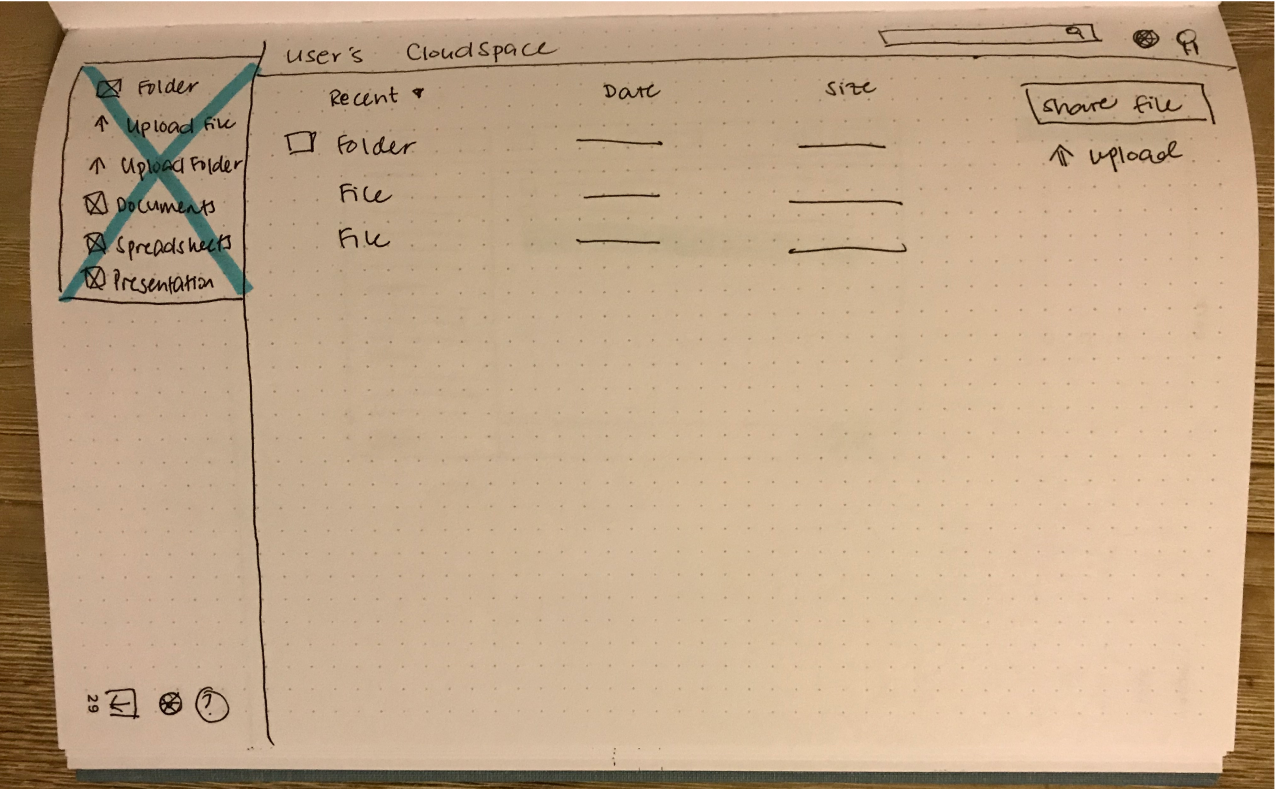 User's Cloudspace
Folder
Upload File
Upload Folder
Documents
Spreadsheets
Presentation
Recent Date Size
Folder
File
File
Share File
Upload
29
?